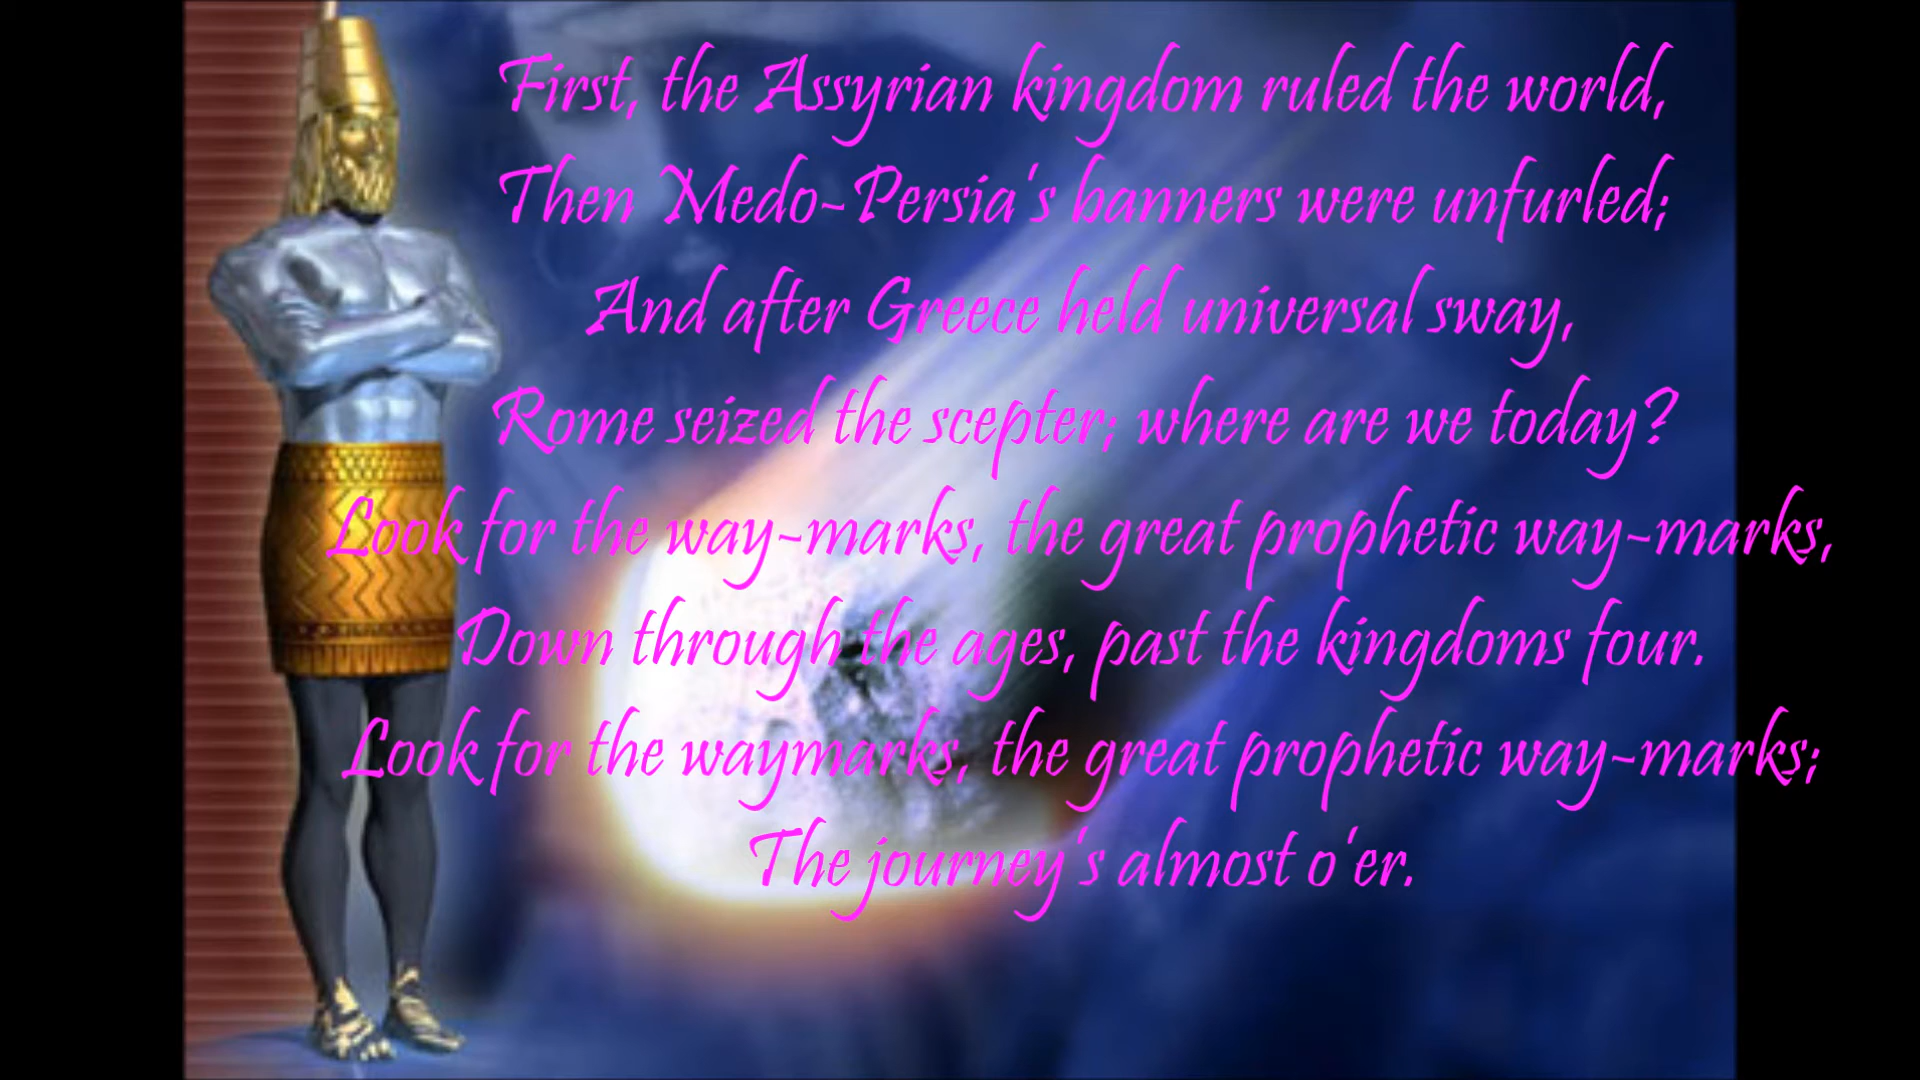 First, the Assyrian kingdom ruled the world,
Then Medo-Persia's banners were unfurled;
And after Greece held universal sway,
Rome seized the scepter; where are we today?
Look for the way-marks, the great prophetic way-marks,
Down through the ages, past the kingdoms four.
Look for the waymarks, the great prophetic way-marks;
The journey's almost o'er.